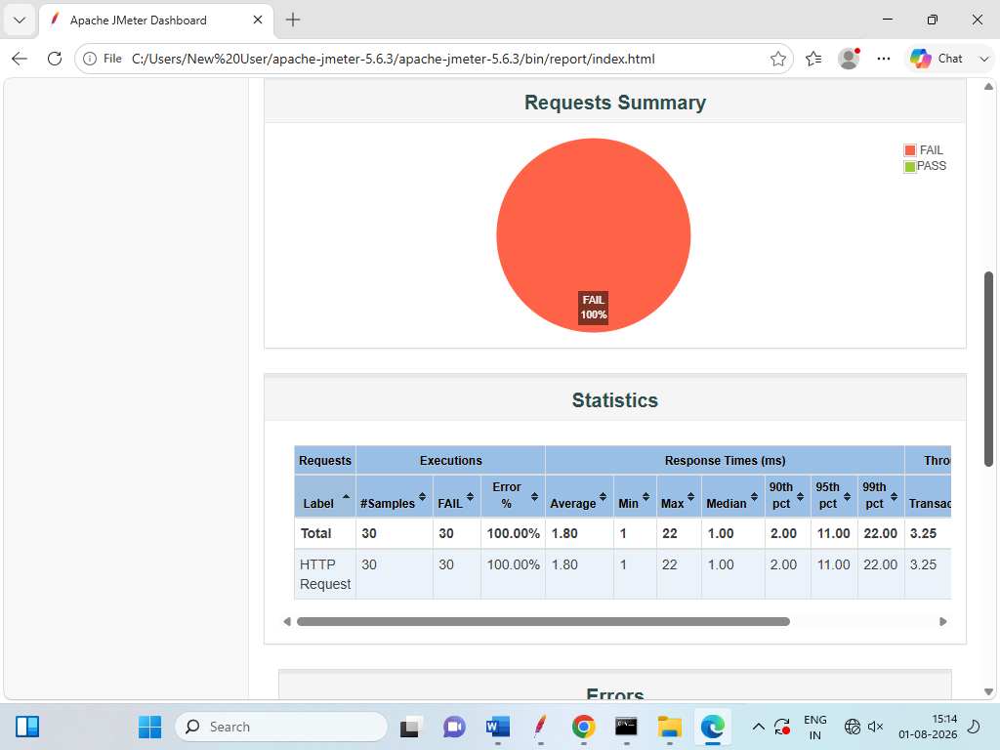 Apache JMeter Dashboard
File C:/Users/New%20User/apache-jmeter-5.6.3/apache-jmeter-5.6.3/bin/report/index.html
Chat
Requests Summary
FAIL
PASS
FAIL
100%
Statistics
Requests Executions Response Times (ms) Thro
Label #Samples FAIL Error % Average Min Max Median 90th pct 95th pct 99th pct Transac
Total 30 30 100.00% 1.80 1 22 1.00 2.00 11.00 22.00 3.25
HTTP Request 30 30 100.00% 1.80 1 22 1.00 2.00 11.00 22.00 3.25
Errors
Search
ENG
IN
15:14
01-08-2026